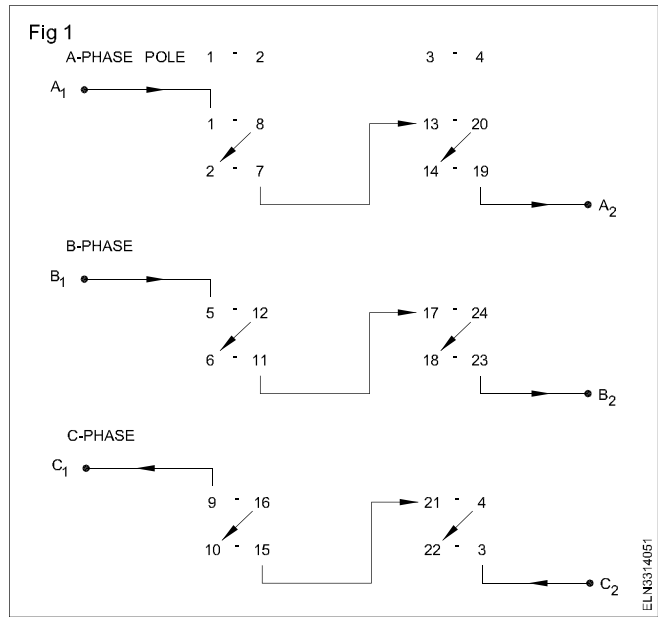 Fig 1
A-PHASE POLE 1 - 2 3 - 4
A1
1 - 8 13 - 20
2 - 7 14 - 19
A2
B-PHASE
B1
5 - 12 17 - 24
6 - 11 18 - 23
B2
C-PHASE
C1
9 - 16 21 - 4
10 - 15 22 - 3
C2
ELN3314051